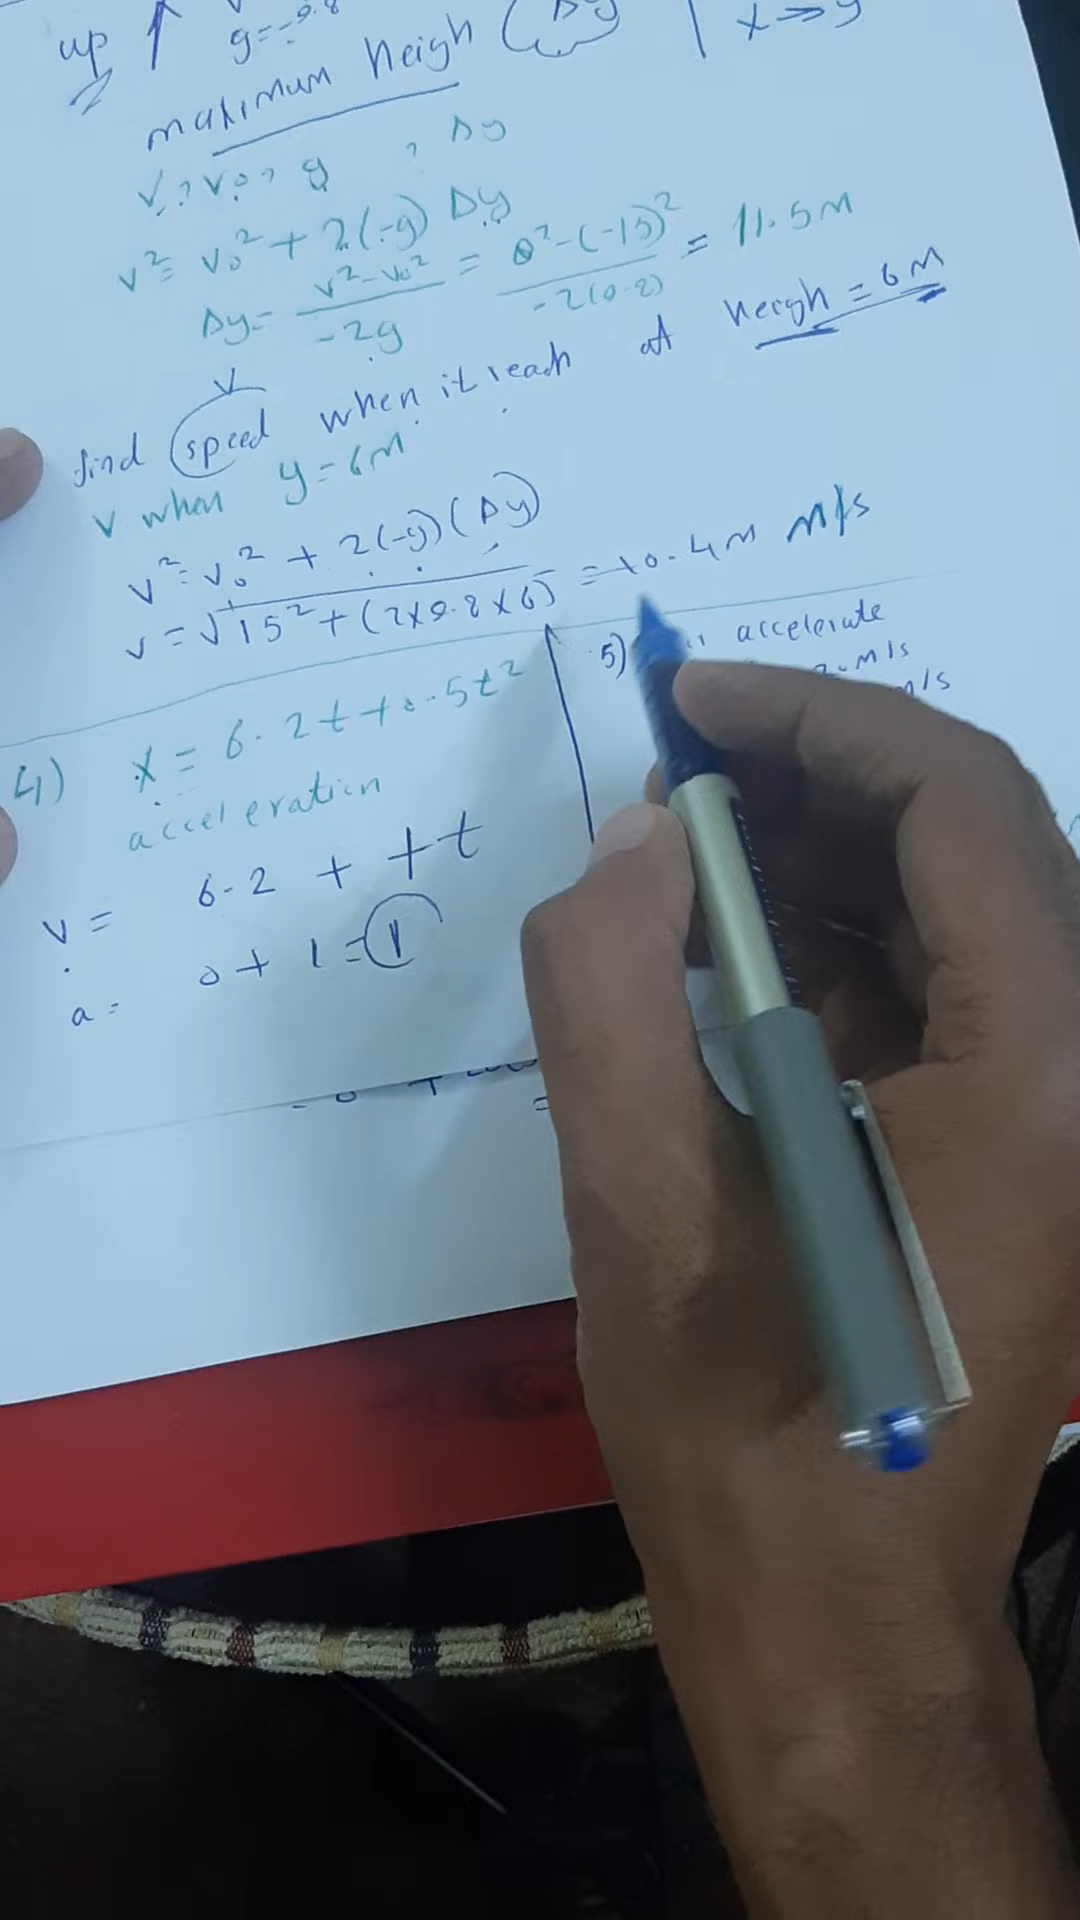 up ↑ g=-9.8
maximum heigh (Δy) | x ⇒ y
v, v₀, g, Δy
v² = v₀² + 2(-g) Δy
Δy = (v²-v₀²)/(-2g) = (0²-(-15)²)/(-2(9.8)) = 11.5 M
v
find speed when it reach at heigh = 6 M
v when y = 6 M
v² = v₀² + 2(-g)(Δy)
v = √(15² + (2×9.8×6)) = 10.4 M M/s
4) x = 6.2t + 0.5t²
acceleration
v = 6.2 + +t
a = 0 + 1 = 1
5) accelerate
M/s
m/s